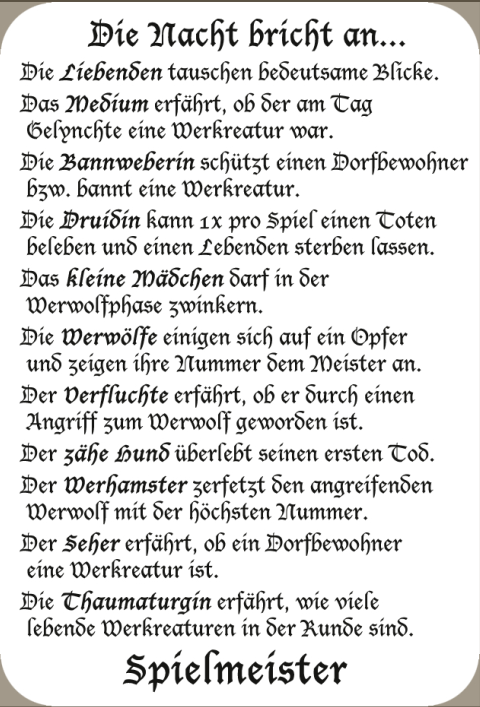 Die Nacht bricht an...
Die Liebenden tauschen bedeutsame Blicke.
Das Medium erfährt, ob der am Tag
Gelynchte eine Werkreatur war.
Die Bannweberin schützt einen Dorfbewohner
bzw. bannt eine Werkreatur.
Die Druidin kann 1x pro Spiel einen Toten
beleben und einen Lebenden sterben lassen.
Das kleine Mädchen darf in der
Werwolfphase zwinkern.
Die Werwölfe einigen sich auf ein Opfer
und zeigen ihre Nummer dem Meister an.
Der Verfluchte erfährt, ob er durch einen
Angriff zum Werwolf geworden ist.
Der zähe Hund überlebt seinen ersten Tod.
Der Werhamster zerfetzt den angreifenden
Werwolf mit der höchsten Nummer.
Der Seher erfährt, ob ein Dorfbewohner
eine Werkreatur ist.
Die Thaumaturgin erfährt, wie viele
lebende Werkreaturen in der Runde sind.
Spielmeister